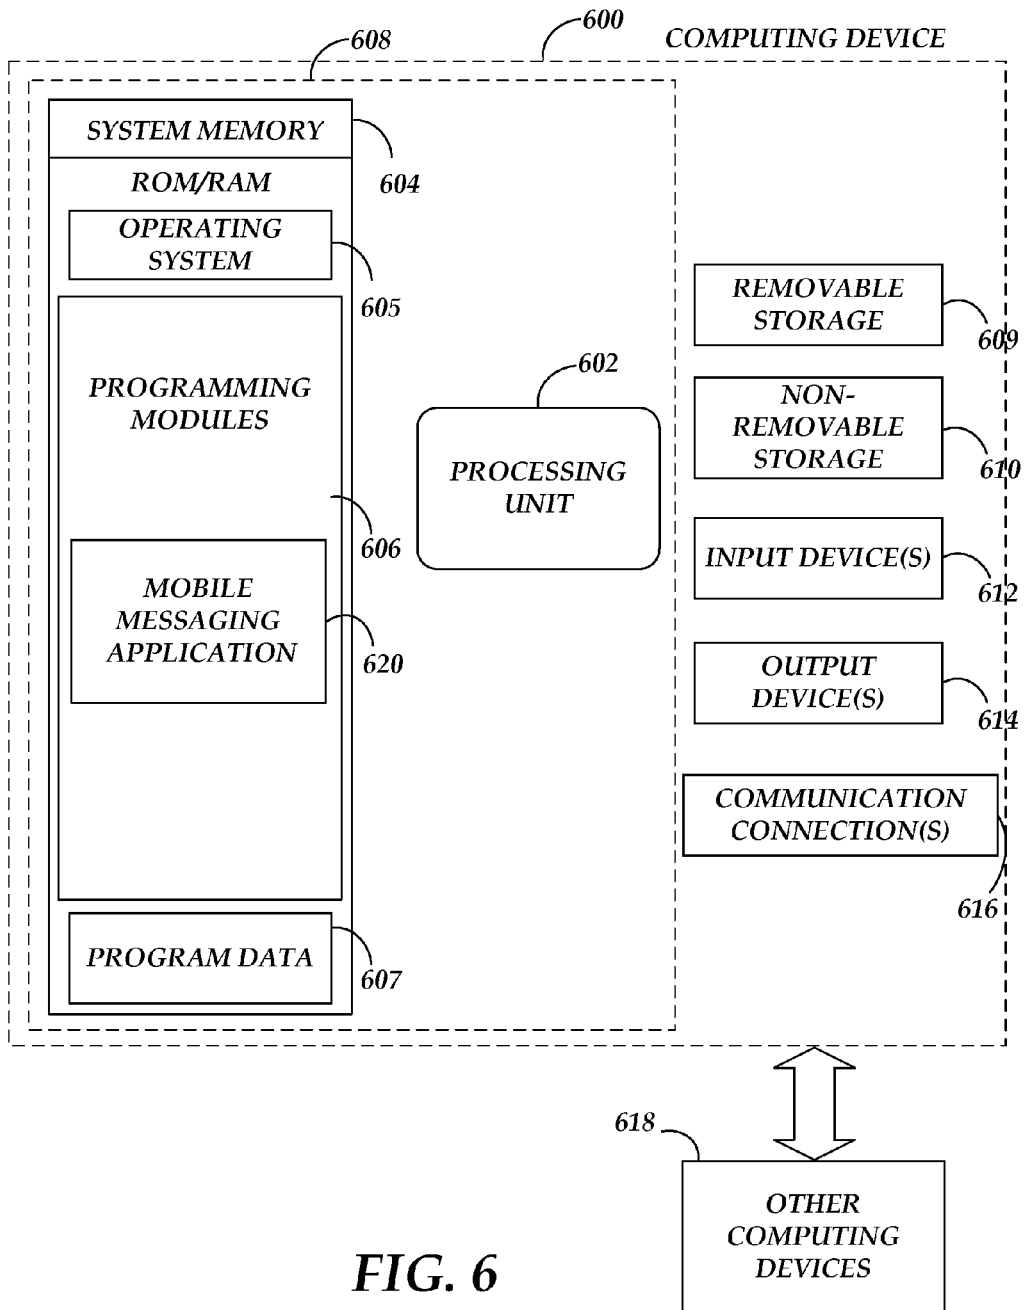 600
COMPUTING DEVICE
608
SYSTEM MEMORY
604
ROM/RAM
OPERATING
SYSTEM
605
PROGRAMMING
MODULES
606
MOBILE
MESSAGING
APPLICATION
620
PROGRAM DATA
607
602
PROCESSING
UNIT
REMOVABLE
STORAGE
609
NON-
REMOVABLE
STORAGE
610
INPUT DEVICE(S)
612
OUTPUT
DEVICE(S)
614
COMMUNICATION
CONNECTION(S)
616
618
OTHER
COMPUTING
DEVICES
FIG. 6